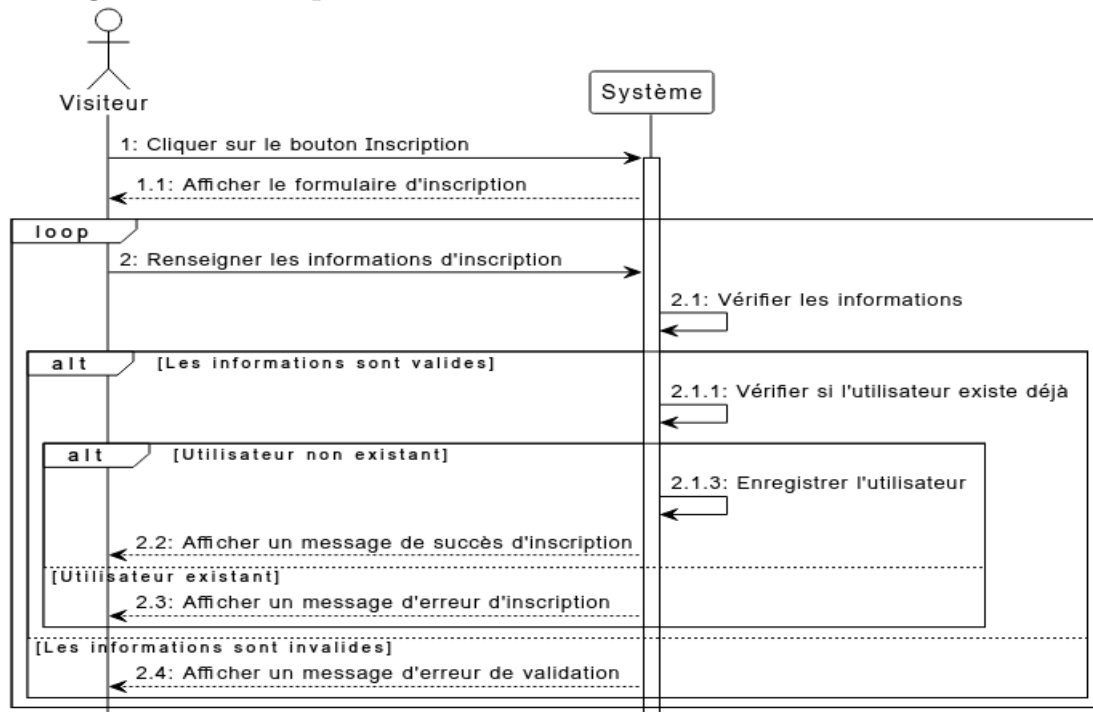 Visiteur
Système
1: Cliquer sur le bouton Inscription
1.1: Afficher le formulaire d'inscription
loop
2: Renseigner les informations d'inscription
2.1: Vérifier les informations
alt [Les informations sont valides]
2.1.1: Vérifier si l'utilisateur existe déjà
alt [Utilisateur non existant]
2.1.3: Enregistrer l'utilisateur
2.2: Afficher un message de succès d'inscription
[Utilisateur existant]
2.3: Afficher un message d'erreur d'inscription
[Les informations sont invalides]
2.4: Afficher un message d'erreur de validation